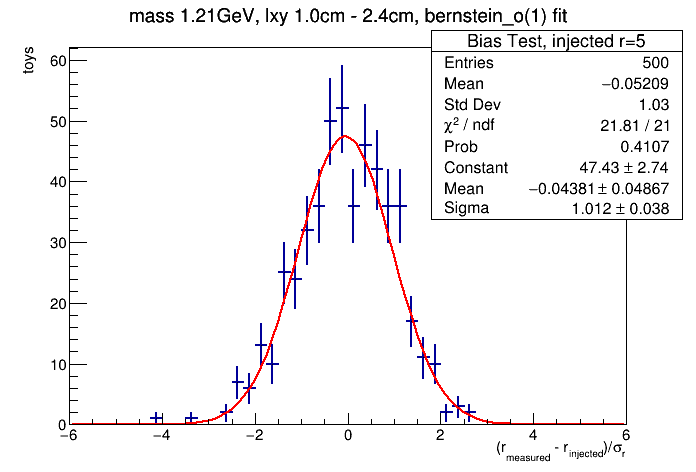 mass 1.21GeV, lxy 1.0cm - 2.4cm, bernstein_o(1) fit
toys
Bias Test, injected r=5
Entries 500
Mean −0.05209
Std Dev 1.03
χ² / ndf 21.81 / 21
Prob 0.4107
Constant 47.43 ± 2.74
Mean −0.04381 ± 0.04867
Sigma 1.012 ± 0.038
60
50
40
30
20
10
0
−6 −4 −2 0 2 4 6
(r_measured - r_injected)/σ_r